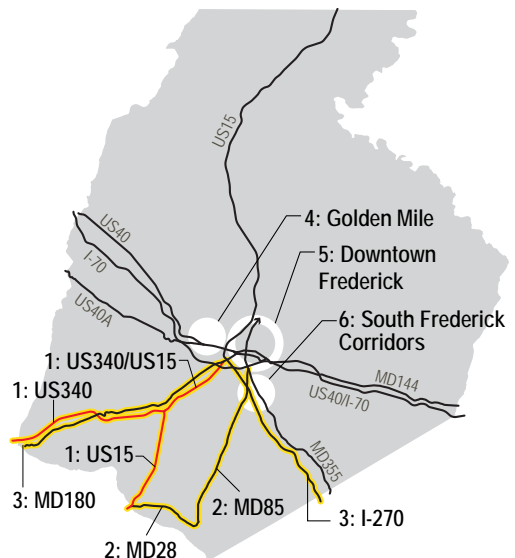 US15
US40
I-70
US40A
4: Golden Mile
5: Downtown
Frederick
6: South Frederick
Corridors
1: US340/US15
1: US340
MD144
US40/I-70
1: US15
MD355
3: MD180
2: MD85
3: I-270
2: MD28